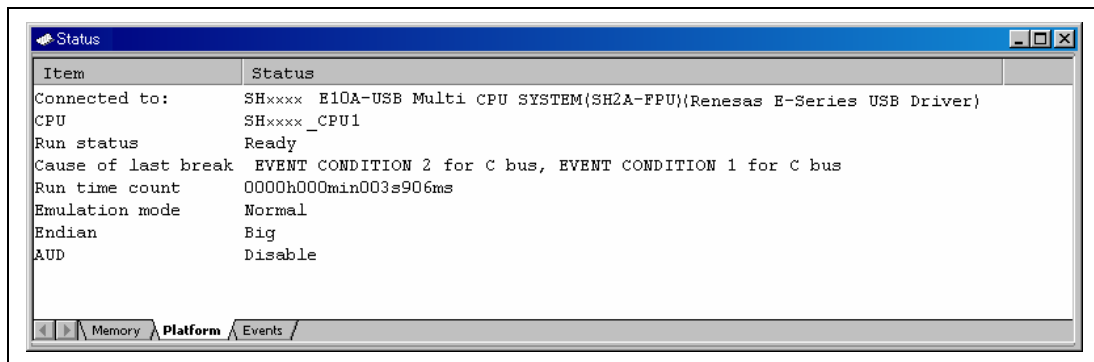 Status
Item Status
Connected to: SHxxxx E10A-USB Multi CPU SYSTEM(SH2A-FPU)(Renesas E-Series USB Driver)
CPU SHxxxx_CPU1
Run status Ready
Cause of last break EVENT CONDITION 2 for C bus, EVENT CONDITION 1 for C bus
Run time count 0000h000min003s906ms
Emulation mode Normal
Endian Big
AUD Disable
Memory Platform Events